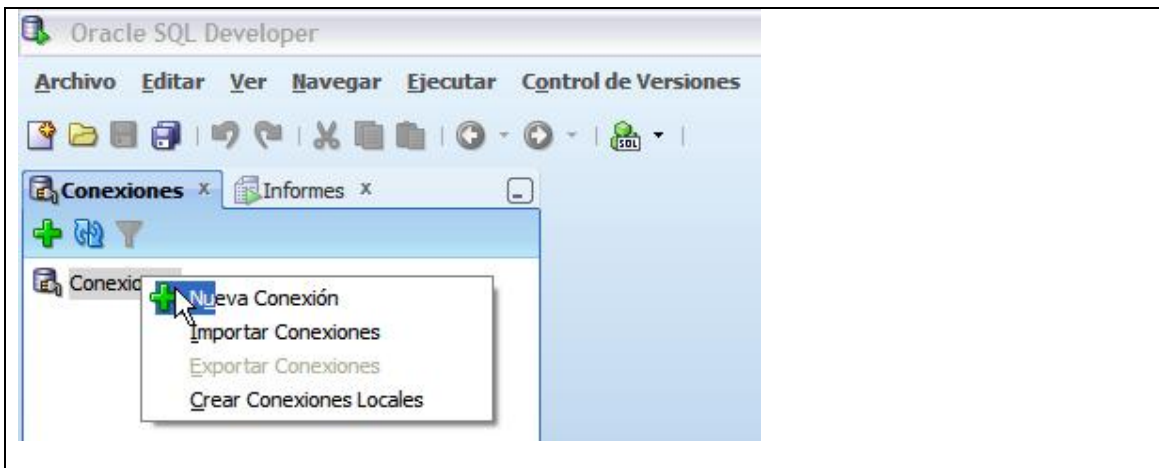 Oracle SQL Developer
Archivo Editar Ver Navegar Ejecutar Control de Versiones
SQL
Conexiones x Informes x
Nueva Conexión
Importar Conexiones
Exportar Conexiones
Crear Conexiones Locales